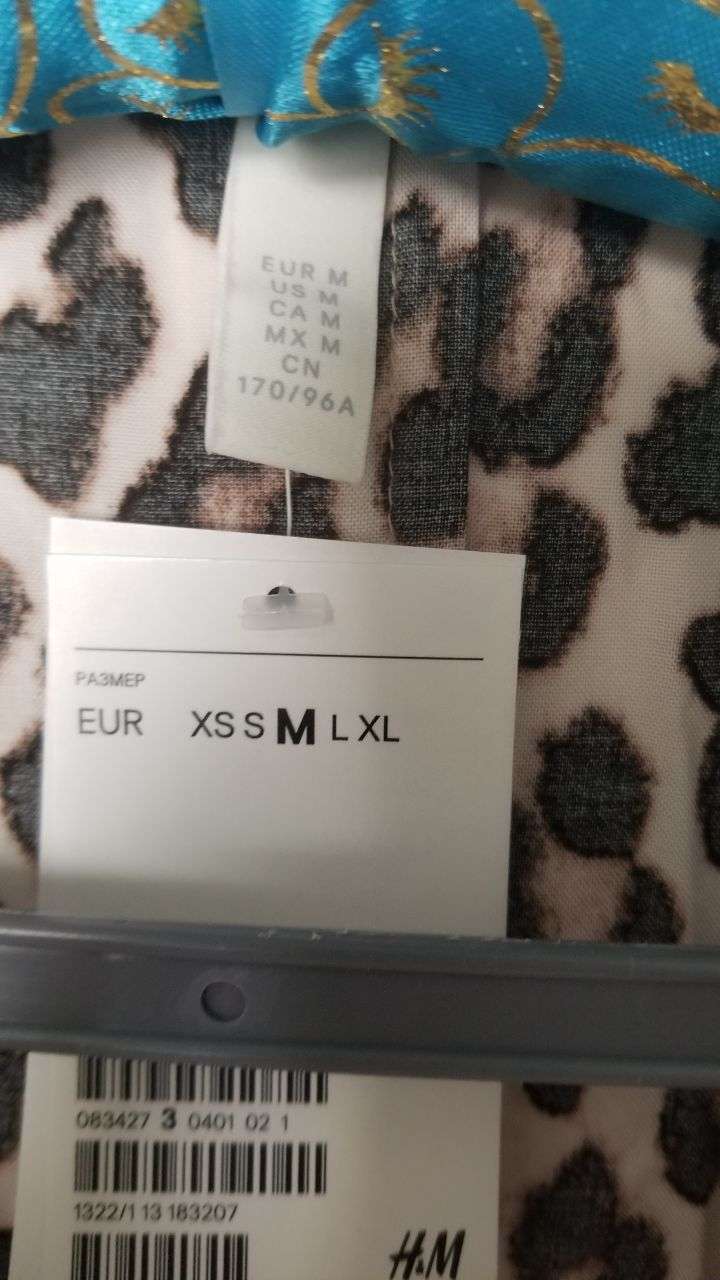 EUR M
US M
CA M
MX M
CN
170/96A
РАЗМЕР
EUR XS S M L XL
083427 3 0401 02 1
1322/1 13 183207
H&M